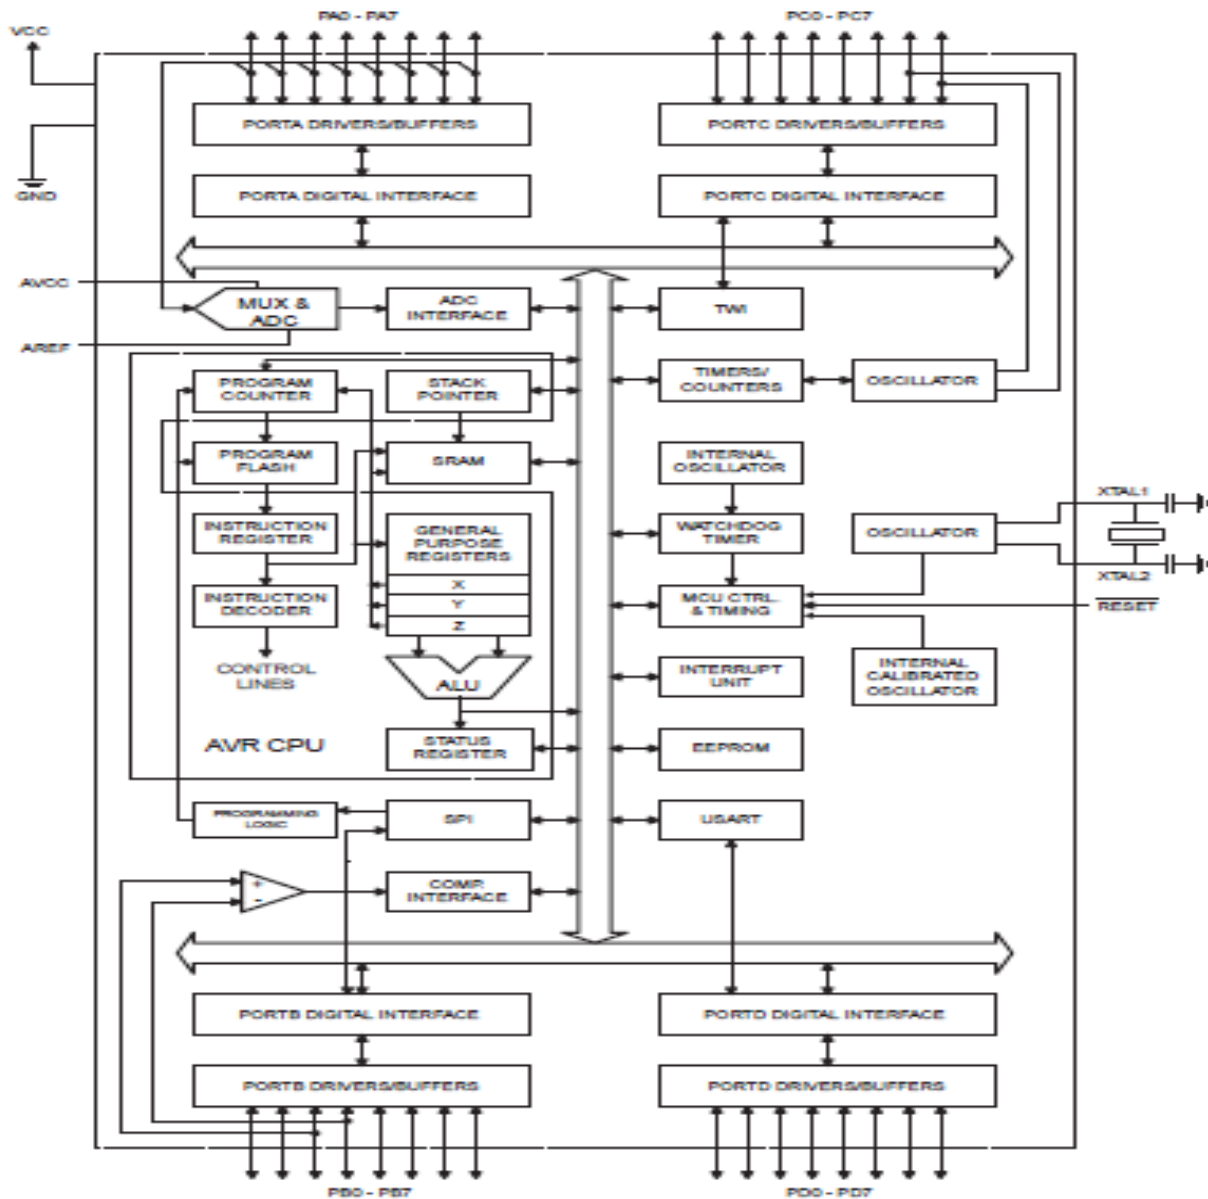 PA0 - PA7
PC0 - PC7
VCC
PORTA DRIVERS/BUFFERS
PORTC DRIVERS/BUFFERS
GND
PORTA DIGITAL INTERFACE
PORTC DIGITAL INTERFACE
AVCC
MUX &
ADC
ADC
INTERFACE
TWI
AREF
PROGRAM
COUNTER
STACK
POINTER
TIMERS/
COUNTERS
OSCILLATOR
PROGRAM
FLASH
SRAM
INTERNAL
OSCILLATOR
XTAL1
INSTRUCTION
REGISTER
GENERAL
PURPOSE
REGISTERS
WATCHDOG
TIMER
OSCILLATOR
X
XTAL2
INSTRUCTION
DECODER
Y
MCU CTRL.
& TIMING
RESET
Z
CONTROL
LINES
ALU
INTERRUPT
UNIT
INTERNAL
CALIBRATED
OSCILLATOR
AVR CPU
STATUS
REGISTER
EEPROM
PROGRAMMING
LOGIC
SPI
USART
+
-
COMP.
INTERFACE
PORTB DIGITAL INTERFACE
PORTD DIGITAL INTERFACE
PORTB DRIVERS/BUFFERS
PORTD DRIVERS/BUFFERS
PB0 - PB7
PD0 - PD7